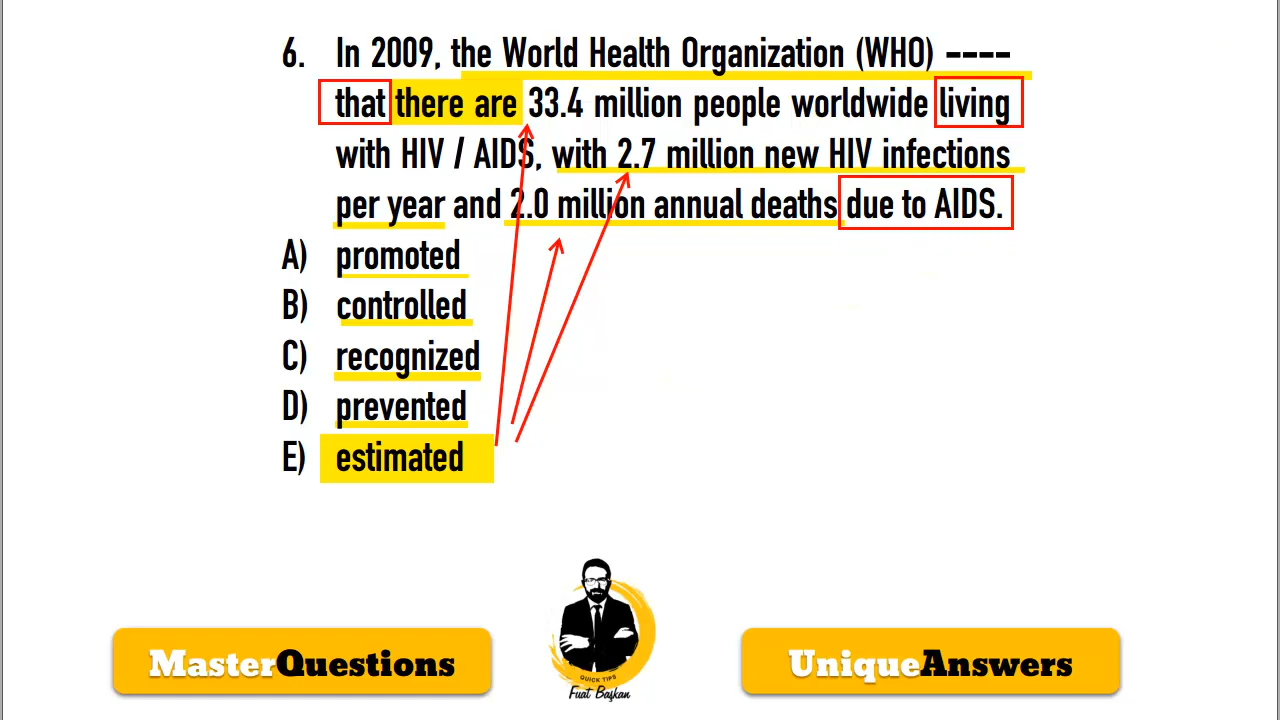 6. In 2009, the World Health Organization (WHO) ----
that there are 33.4 million people worldwide living
with HIV / AIDS, with 2.7 million new HIV infections
per year and 2.0 million annual deaths due to AIDS.
A) promoted
B) controlled
C) recognized
D) prevented
E) estimated
QUICK TIPS
Fuat Başkan
MasterQuestions
UniqueAnswers